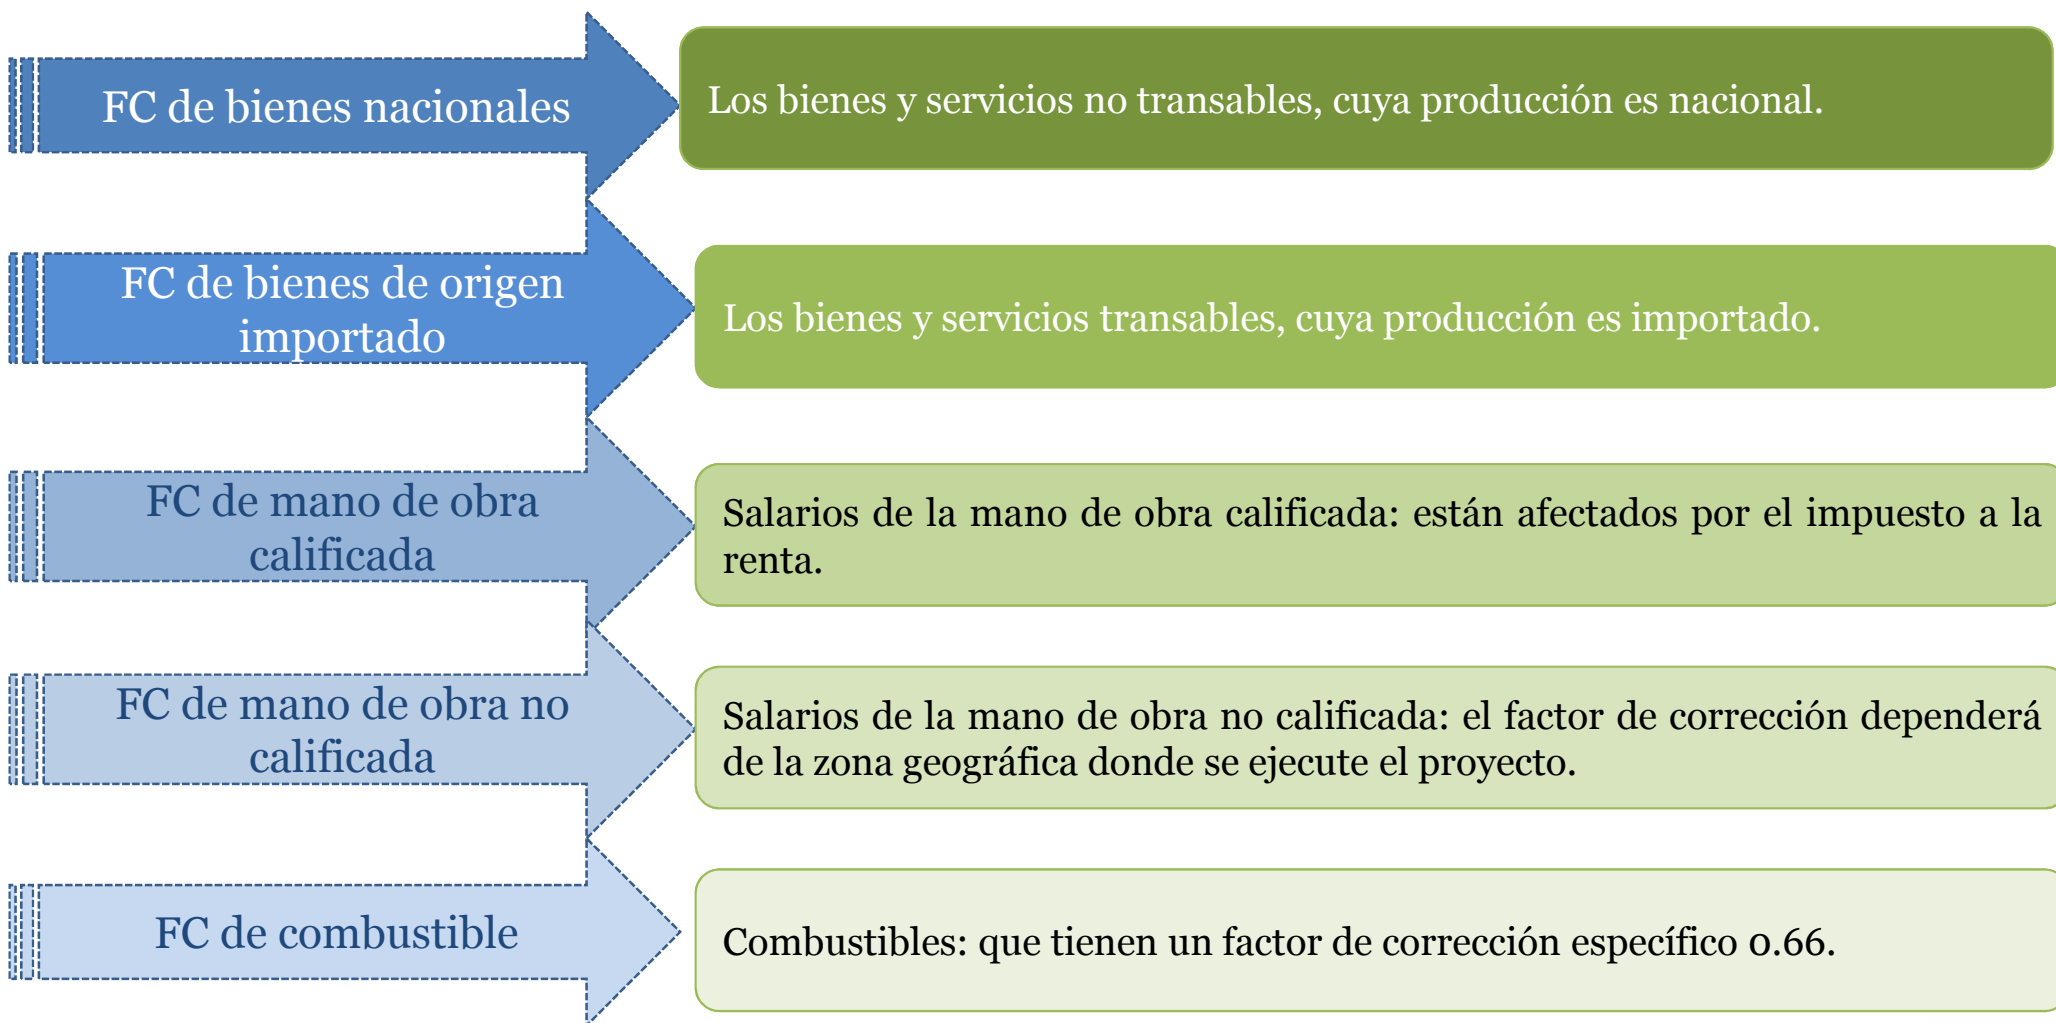 FC de bienes nacionales
Los bienes y servicios no transables, cuya producción es nacional.
FC de bienes de origen
importado
Los bienes y servicios transables, cuya producción es importado.
FC de mano de obra
calificada
Salarios de la mano de obra calificada: están afectados por el impuesto a la
renta.
FC de mano de obra no
calificada
Salarios de la mano de obra no calificada: el factor de corrección dependerá
de la zona geográfica donde se ejecute el proyecto.
FC de combustible
Combustibles: que tienen un factor de corrección específico 0.66.